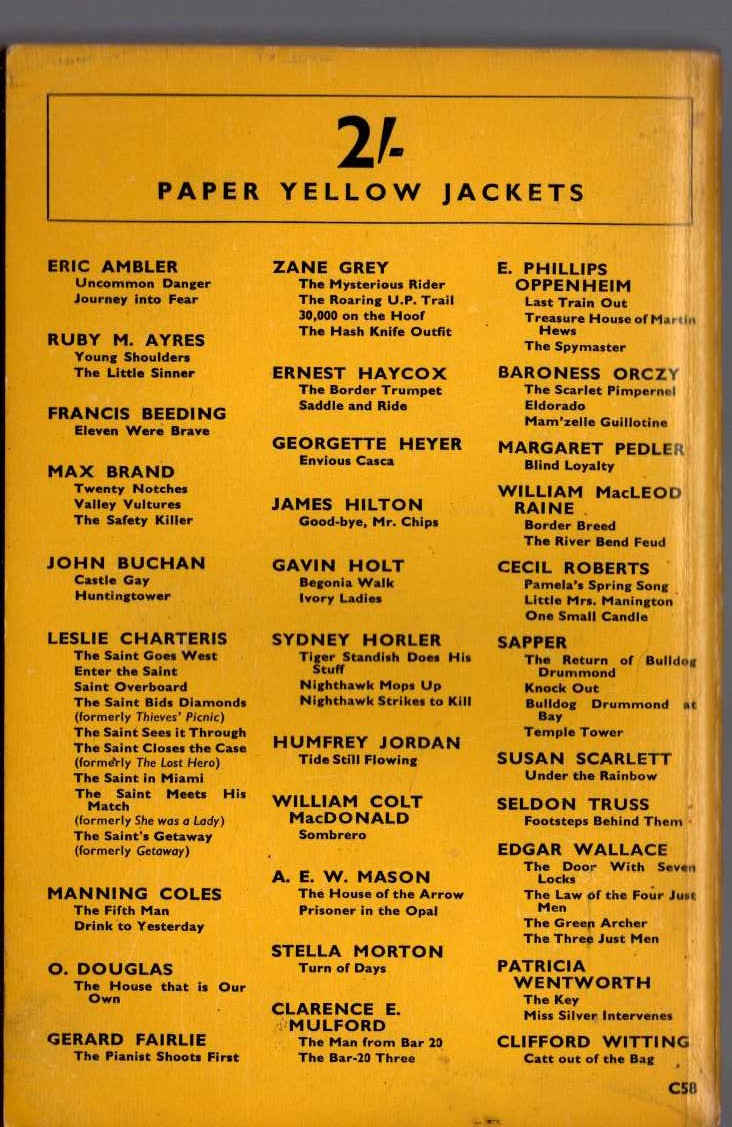 2/-
PAPER YELLOW JACKETS
ERIC AMBLER
Uncommon Danger
Journey into Fear
RUBY M. AYRES
Young Shoulders
The Little Sinner
FRANCIS BEEDING
Eleven Were Brave
MAX BRAND
Twenty Notches
Valley Vultures
The Safety Killer
JOHN BUCHAN
Castle Gay
Huntingtower
LESLIE CHARTERIS
The Saint Goes West
Enter the Saint
Saint Overboard
The Saint Bids Diamonds
(formerly Thieves' Picnic)
The Saint Sees it Through
The Saint Closes the Case
(formerly The Lost Hero)
The Saint in Miami
The Saint Meets His
Match
(formerly She was a Lady)
The Saint's Getaway
(formerly Getaway)
MANNING COLES
The Fifth Man
Drink to Yesterday
O. DOUGLAS
The House that is Our
Own
GERARD FAIRLIE
The Pianist Shoots First
ZANE GREY
The Mysterious Rider
The Roaring U.P. Trail
30,000 on the Hoof
The Hash Knife Outfit
ERNEST HAYCOX
The Border Trumpet
Saddle and Ride
GEORGETTE HEYER
Envious Casca
JAMES HILTON
Good-bye, Mr. Chips
GAVIN HOLT
Begonia Walk
Ivory Ladies
SYDNEY HORLER
Tiger Standish Does His
Stuff
Nighthawk Mops Up
Nighthawk Strikes to Kill
HUMFREY JORDAN
Tide Still Flowing
WILLIAM COLT
MacDONALD
Sombrero
A. E. W. MASON
The House of the Arrow
Prisoner in the Opal
STELLA MORTON
Turn of Days
CLARENCE E.
MULFORD
The Man from Bar 20
The Bar-20 Three
E. PHILLIPS
OPPENHEIM
Last Train Out
Treasure House of Martin
Hews
The Spymaster
BARONESS ORCZY
The Scarlet Pimpernel
Eldorado
Mam'zelle Guillotine
MARGARET PEDLER
Blind Loyalty
WILLIAM MacLEOD
RAINE
Border Breed
The River Bend Feud
CECIL ROBERTS
Pamela's Spring Song
Little Mrs. Manington
One Small Candle
SAPPER
The Return of Bulldog
Drummond
Knock Out
Bulldog Drummond at
Bay
Temple Tower
SUSAN SCARLETT
Under the Rainbow
SELDON TRUSS
Footsteps Behind Them
EDGAR WALLACE
The Door With Seven
Locks
The Law of the Four Just
Men
The Green Archer
The Three Just Men
PATRICIA
WENTWORTH
The Key
Miss Silver Intervenes
CLIFFORD WITTING
Catt out of the Bag
C58